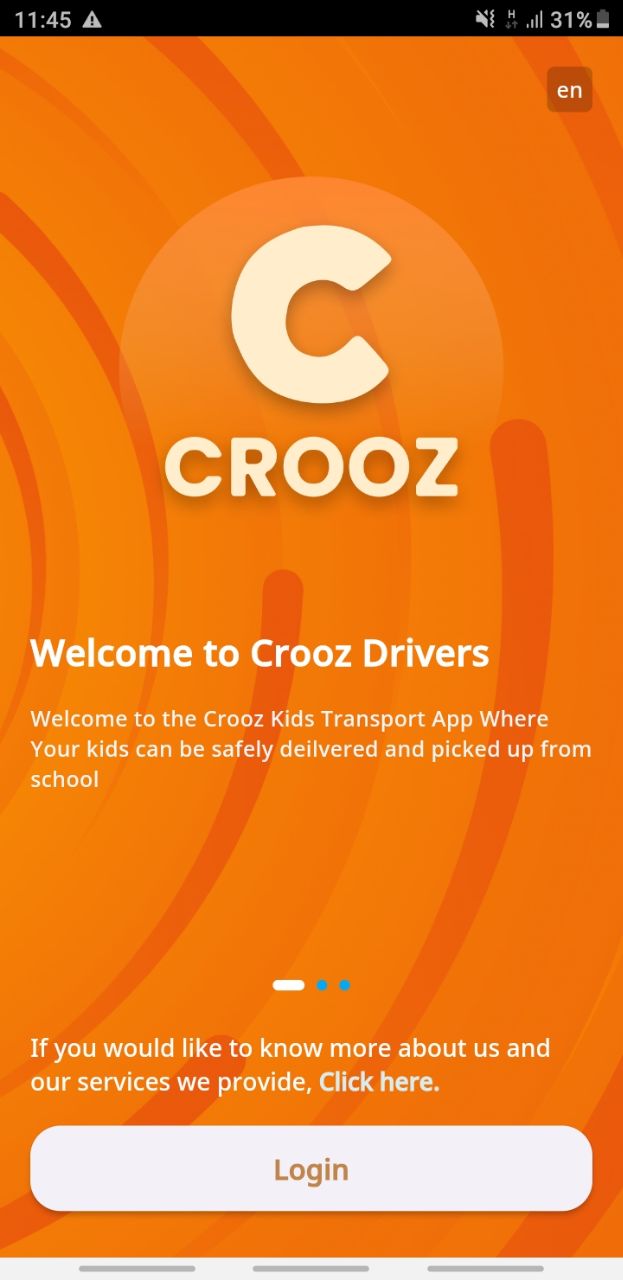 11:45
H
31%
en
C
CROOZ
Welcome to Crooz Drivers
Welcome to the Crooz Kids Transport App Where
Your kids can be safely deilvered and picked up from
school
If you would like to know more about us and
our services we provide, Click here.
Login